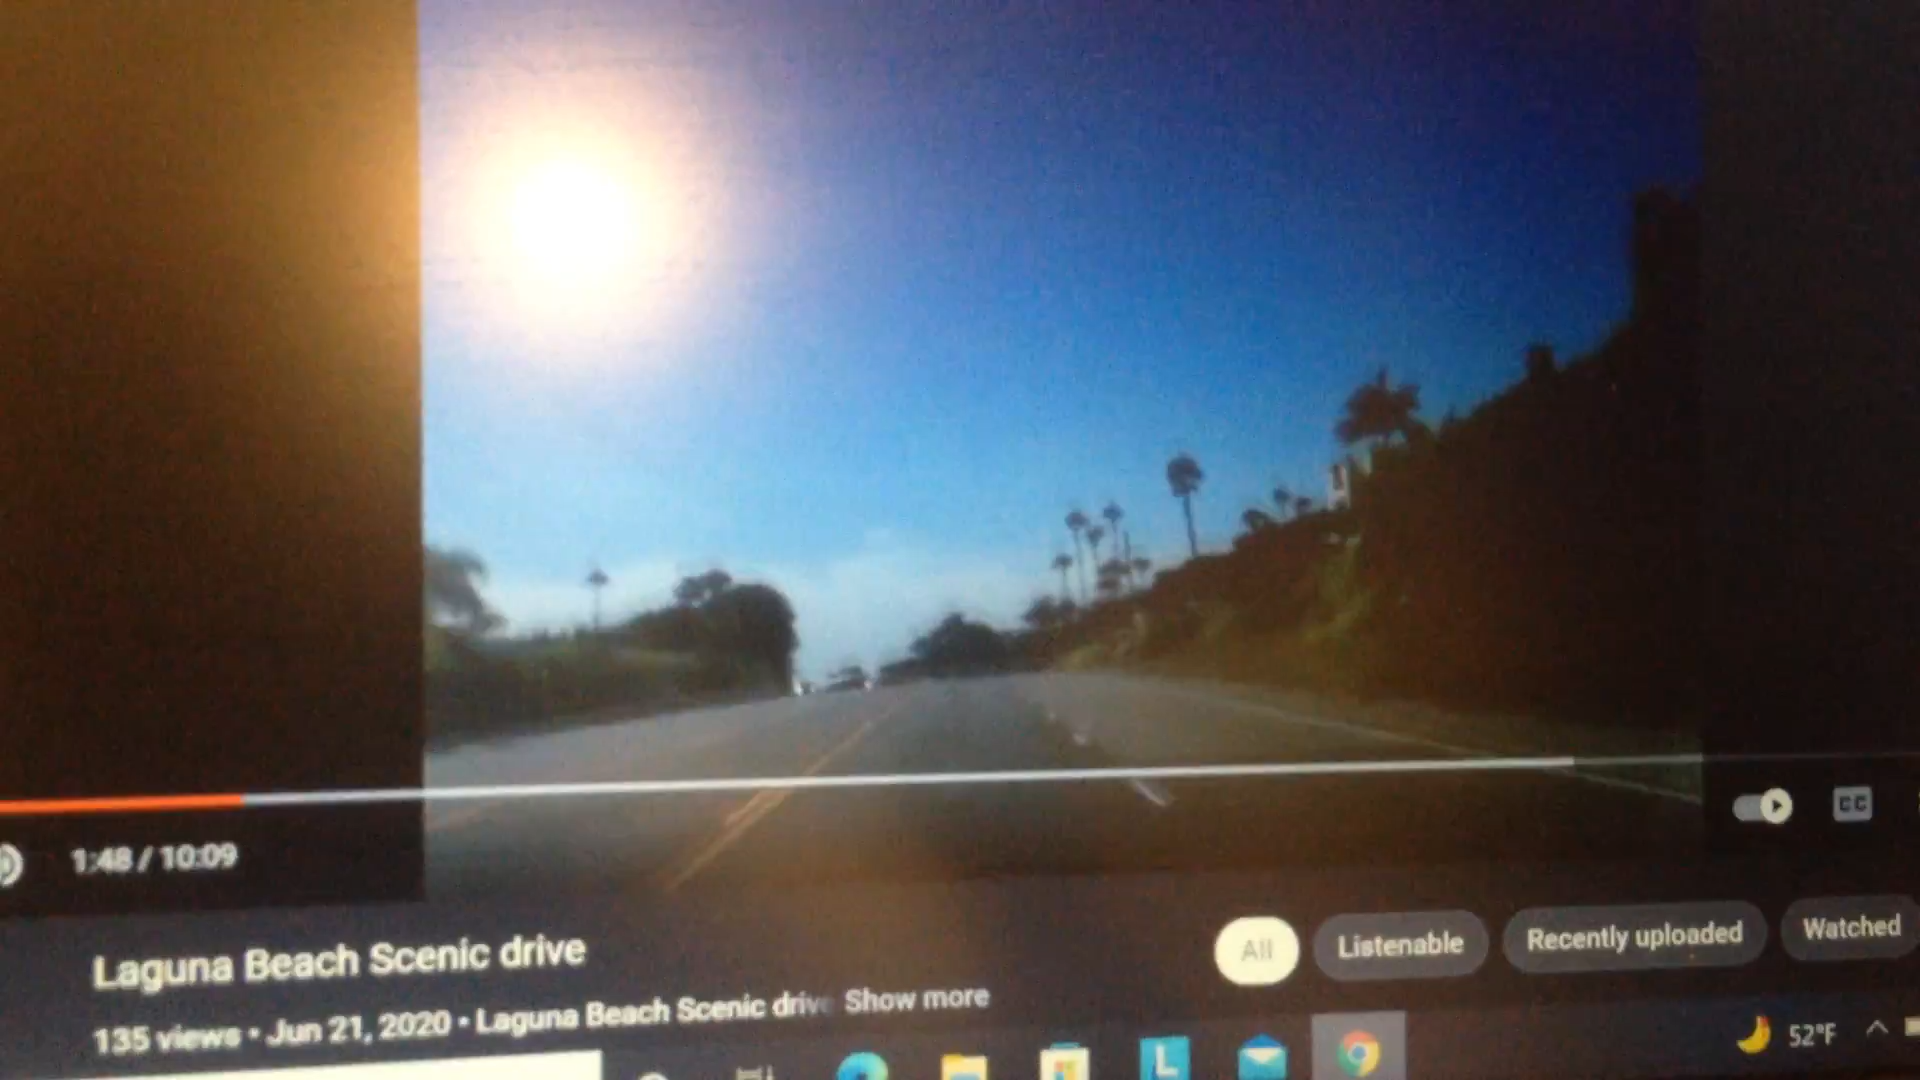 CC
1:48 / 10:09
Laguna Beach Scenic drive
All
Listenable
Recently uploaded
Watched
135 views • Jun 21, 2020 • Laguna Beach Scenic drive Show more
L
52°F